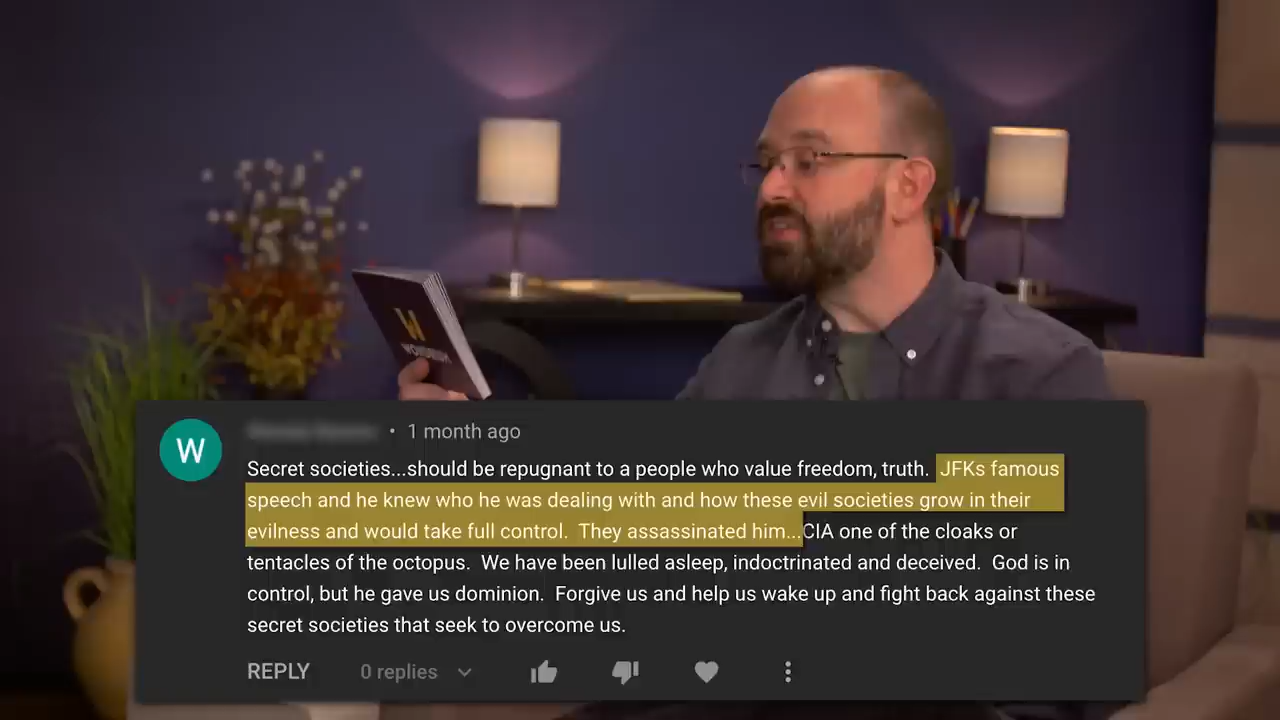 W
W
• 1 month ago
Secret societies...should be repugnant to a people who value freedom, truth. JFKs famous
speech and he knew who he was dealing with and how these evil societies grow in their
evilness and would take full control. They assassinated him...CIA one of the cloaks or
tentacles of the octopus. We have been lulled asleep, indoctrinated and deceived. God is in
control, but he gave us dominion. Forgive us and help us wake up and fight back against these
secret societies that seek to overcome us.
REPLY 0 replies